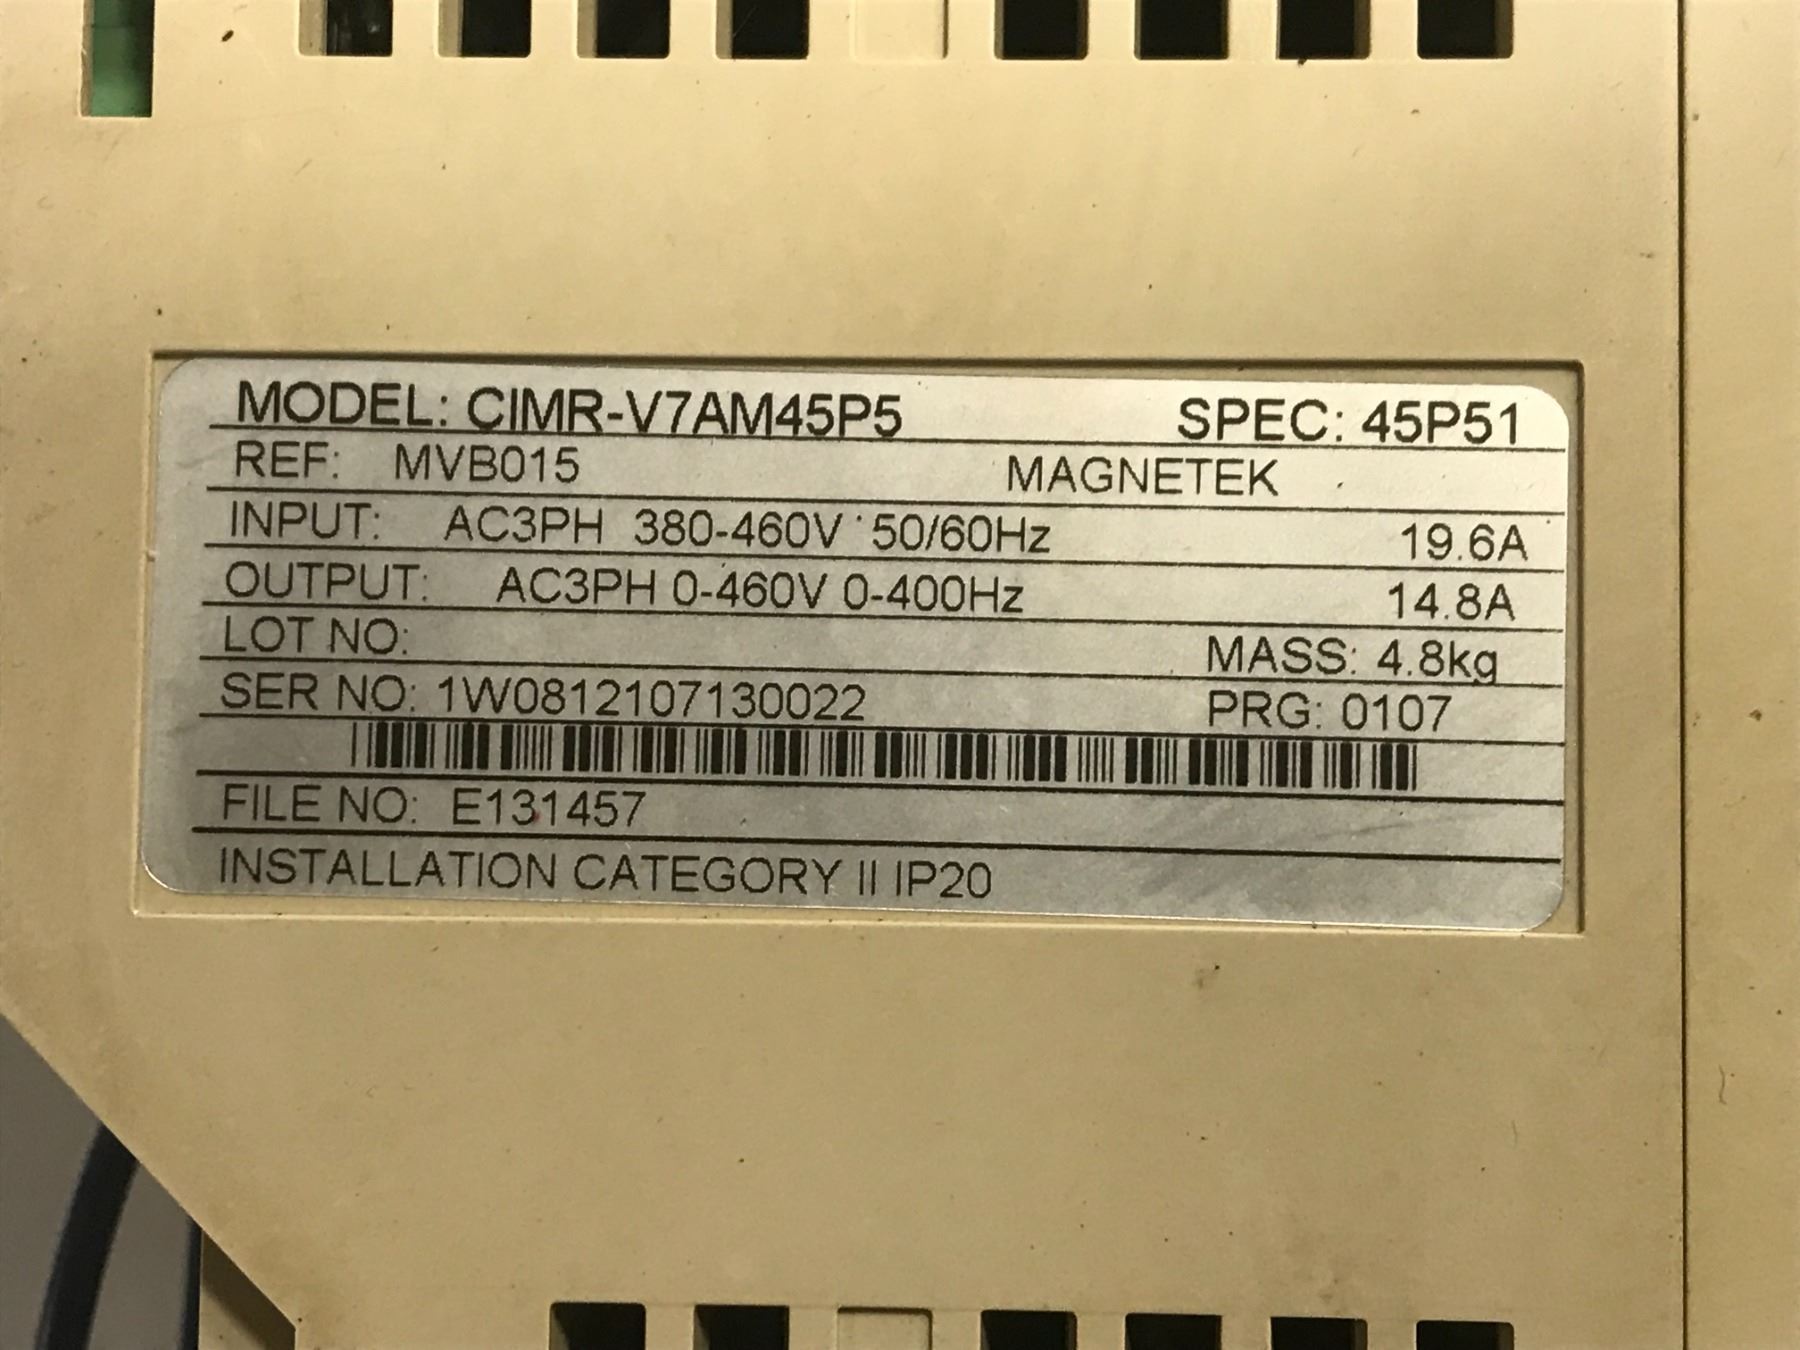 MODEL: CIMR-V7AM45P5 SPEC: 45P51
REF: MVB015 MAGNETEK
INPUT: AC3PH 380-460V 50/60Hz 19.6A
OUTPUT: AC3PH 0-460V 0-400Hz 14.8A
LOT NO: MASS: 4.8kg
SER NO: 1W0812107130022 PRG: 0107
FILE NO: E131457
INSTALLATION CATEGORY II IP20